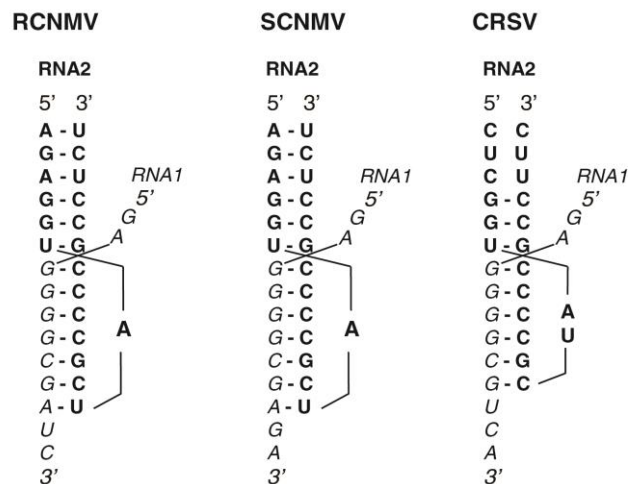 RCNMV SCNMV CRSV
RNA2 RNA2 RNA2
5’ 3’ 5’ 3’ 5’ 3’
A - U A - U C C
G - C G - C U U
A - U RNA1 A - U RNA1 C U RNA1
5’ 5’ 5’
G - C G G - C G G C G
G - C A G - C A G C A
U - G U - G U - G
G - C G - C G - C
G - C G - C G - C
G - C G - C G - C A
G - C A G - C A G - C U
C - G C - G C - G
G - C G - C G - C
A - U A - U U
U G C
C A A
3’ 3’ 3’